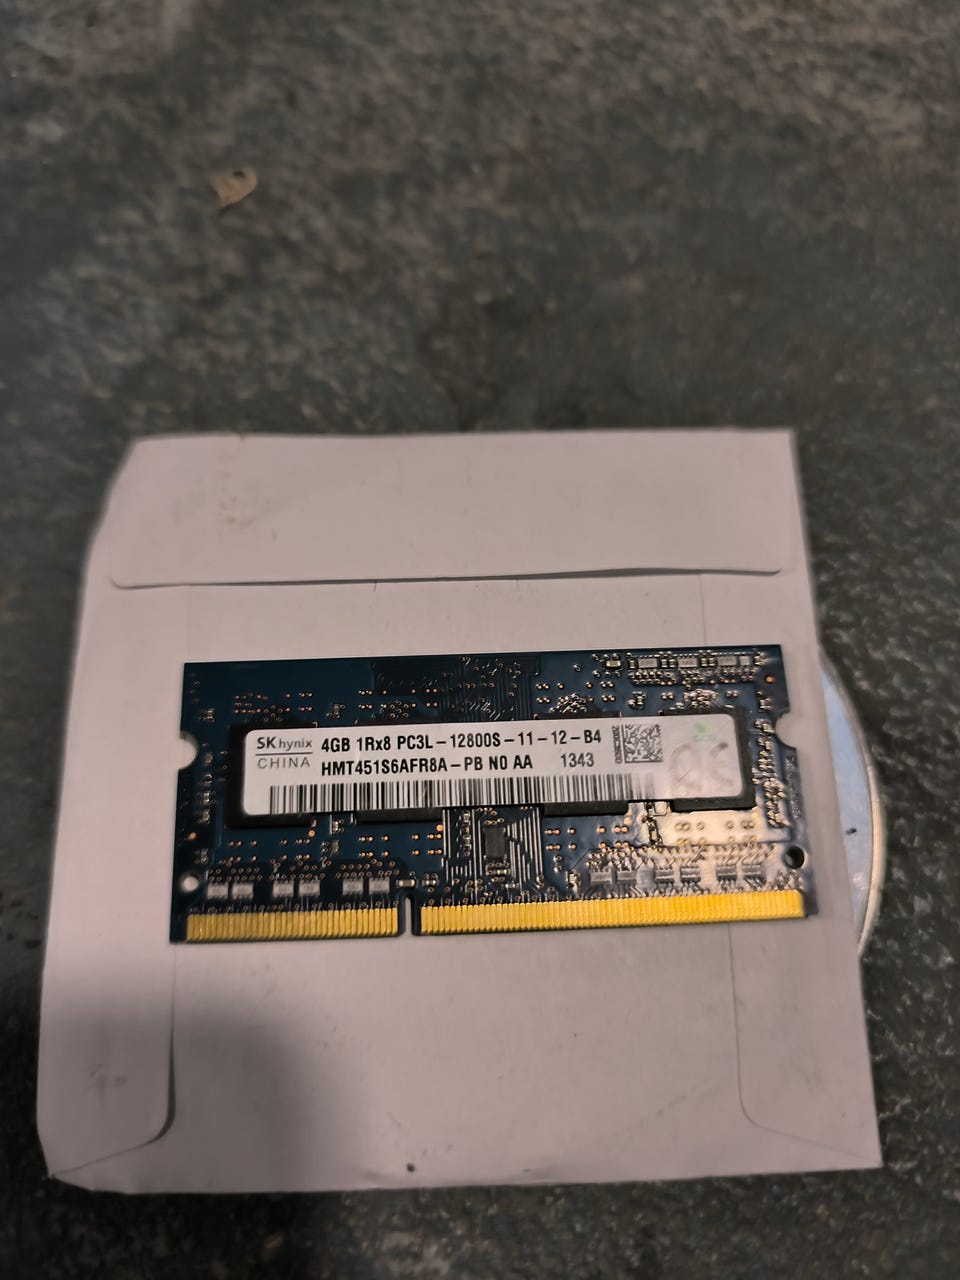 SK hynix
CHINA
4GB 1Rx8 PC3L-12800S-11-12-B4
HMT451S6AFR8A-PB N0 AA 1343